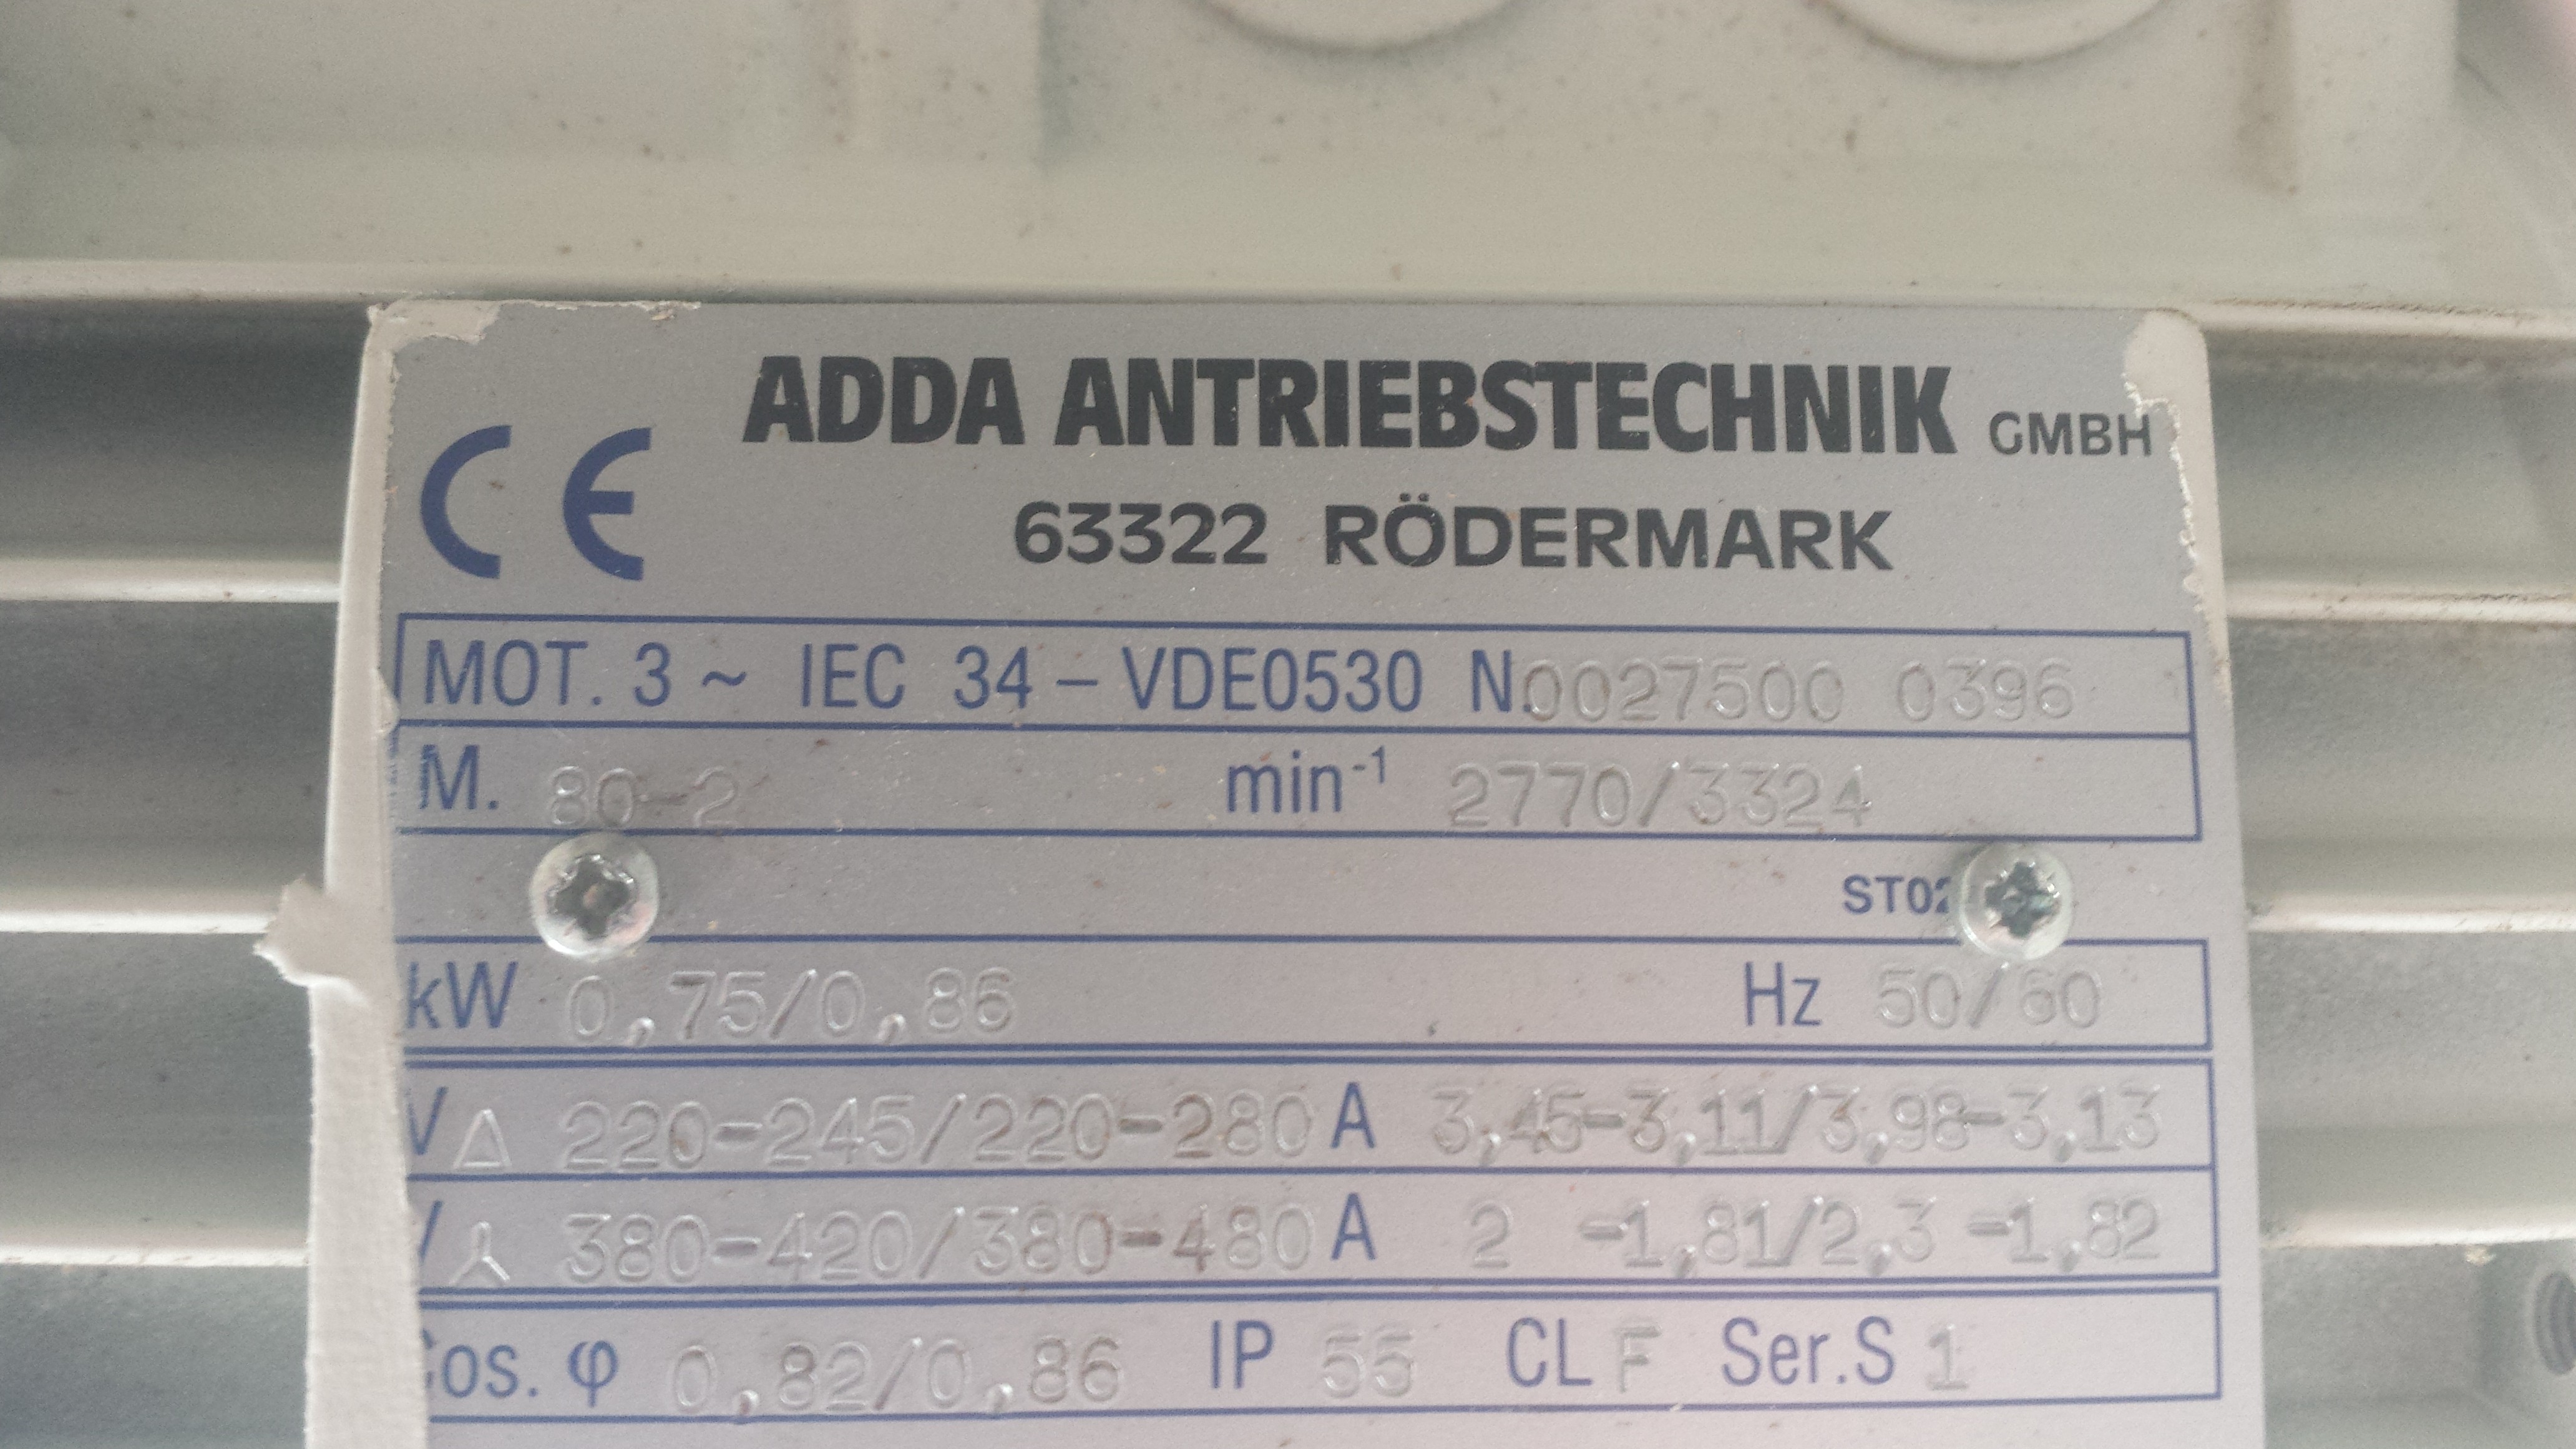 ADDA ANTRIEBSTECHNIK GMBH
CE
63322 RÖDERMARK
MOT. 3 ~ IEC 34 – VDE0530 N.0027500 0396
M. 80-2 min-1 2770/3324
ST02
kW 0,75/0,86 Hz 50/60
V △ 220-245/220-280 A 3,45-3,11/3,98-3,13
V ⅄ 380-420/380-480 A 2 -1,81/2,3 -1,82
Cos. φ 0,82/0,86 IP 55 CL F Ser.S 1